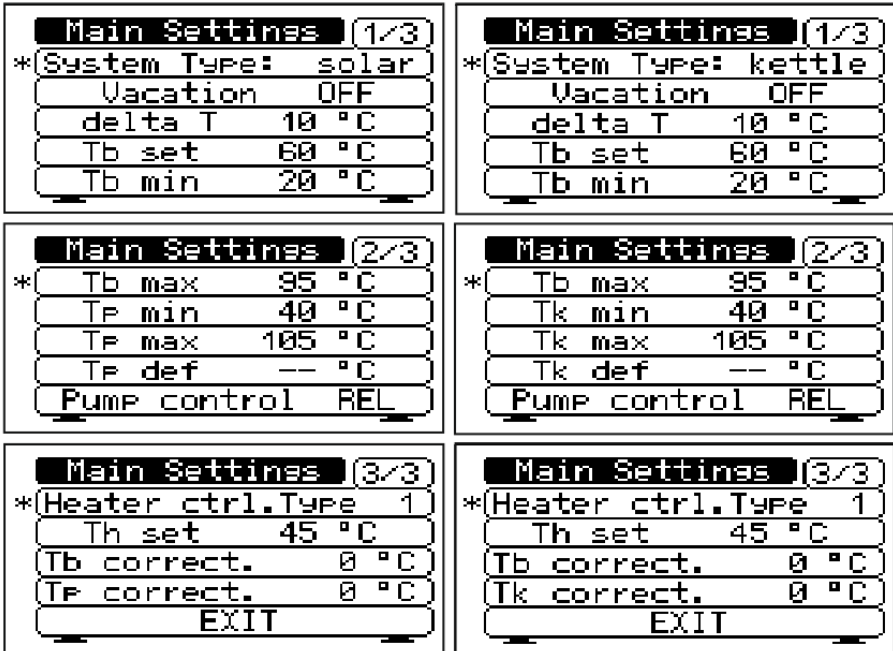 Main Settings 1/3
*System Type: solar
Vacation OFF
delta T 10 °C
Tb set 60 °C
Tb min 20 °C
Main Settings 1/3
*System Type: kettle
Vacation OFF
delta T 10 °C
Tb set 60 °C
Tb min 20 °C
Main Settings 2/3
* Tb max 95 °C
Tp min 40 °C
Tp max 105 °C
Tp def -- °C
Pump control REL
Main Settings 2/3
* Tb max 95 °C
Tk min 40 °C
Tk max 105 °C
Tk def -- °C
Pump control REL
Main Settings 3/3
*Heater ctrl.Type 1
Th set 45 °C
Tb correct. 0 °C
Tp correct. 0 °C
EXIT
Main Settings 3/3
*Heater ctrl.Type 1
Th set 45 °C
Tb correct. 0 °C
Tk correct. 0 °C
EXIT